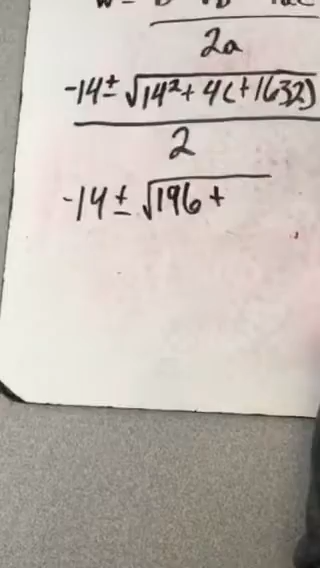 2a
-14 ± √14² + 4(+1632)
2
-14 ± √196 +